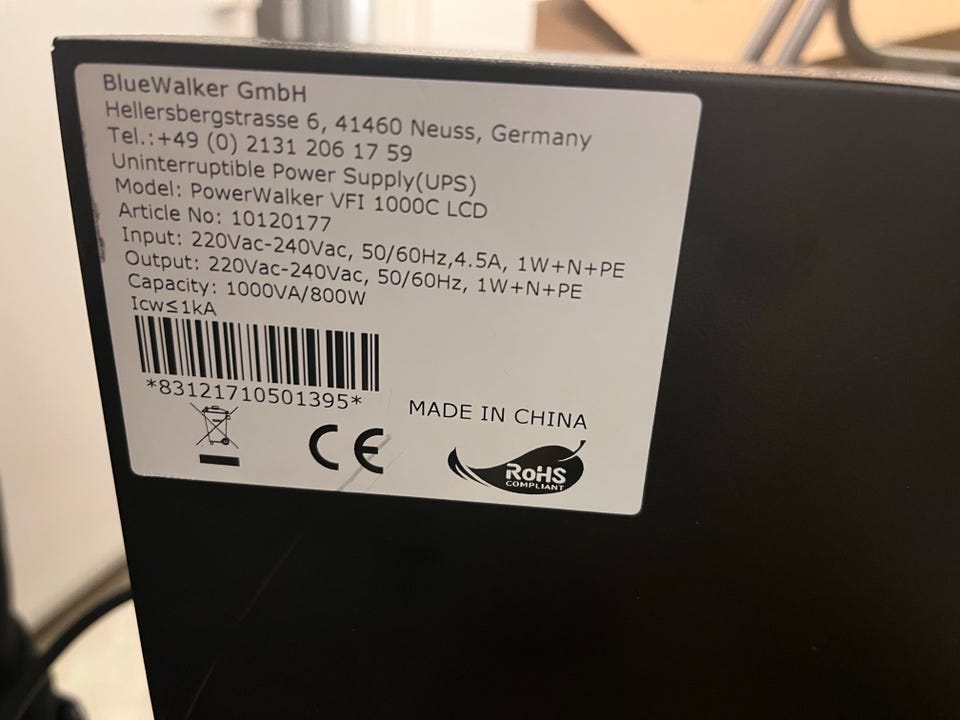 BlueWalker GmbH
Hellersbergstrasse 6, 41460 Neuss, Germany
Tel.:+49 (0) 2131 206 17 59
Uninterruptible Power Supply(UPS)
Model: PowerWalker VFI 1000C LCD
Article No: 10120177
Input: 220Vac-240Vac, 50/60Hz,4.5A, 1W+N+PE
Output: 220Vac-240Vac, 50/60Hz, 1W+N+PE
Capacity: 1000VA/800W
Icw≤1kA
*83121710501395*
MADE IN CHINA
CE
RoHS
COMPLIANT